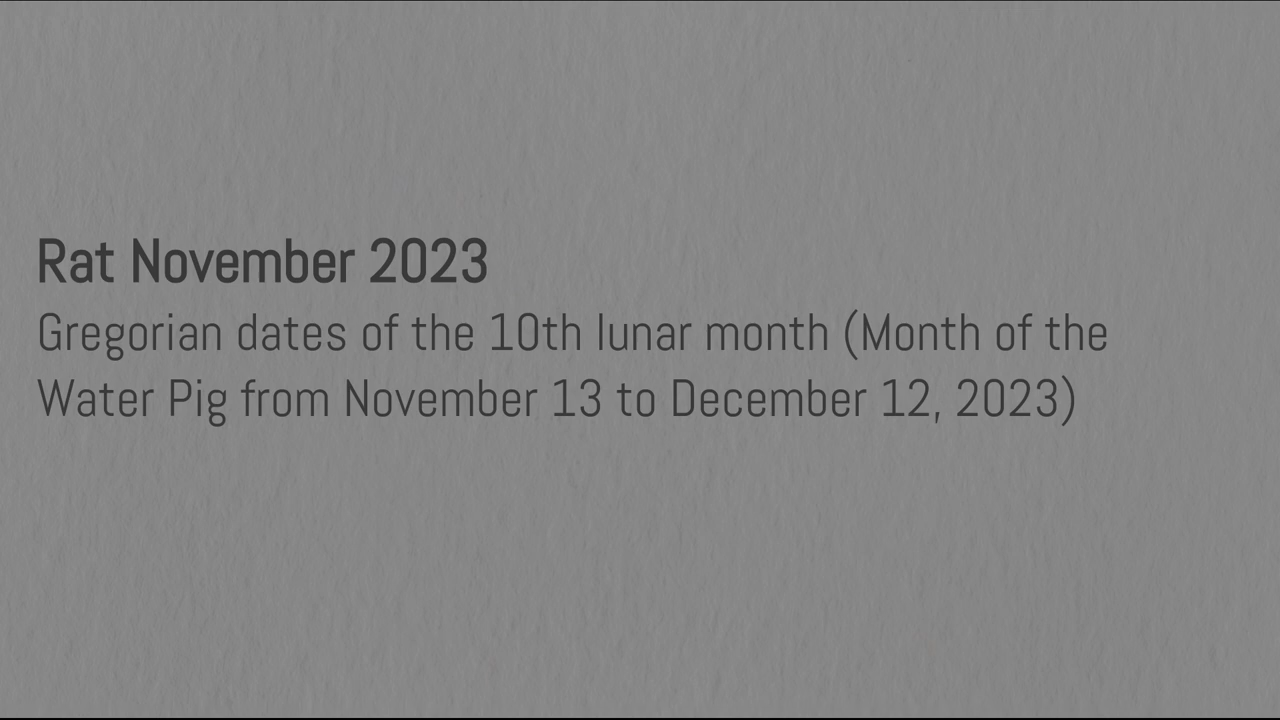 Rat November 2023
Gregorian dates of the 10th lunar month (Month of the
Water Pig from November 13 to December 12, 2023)